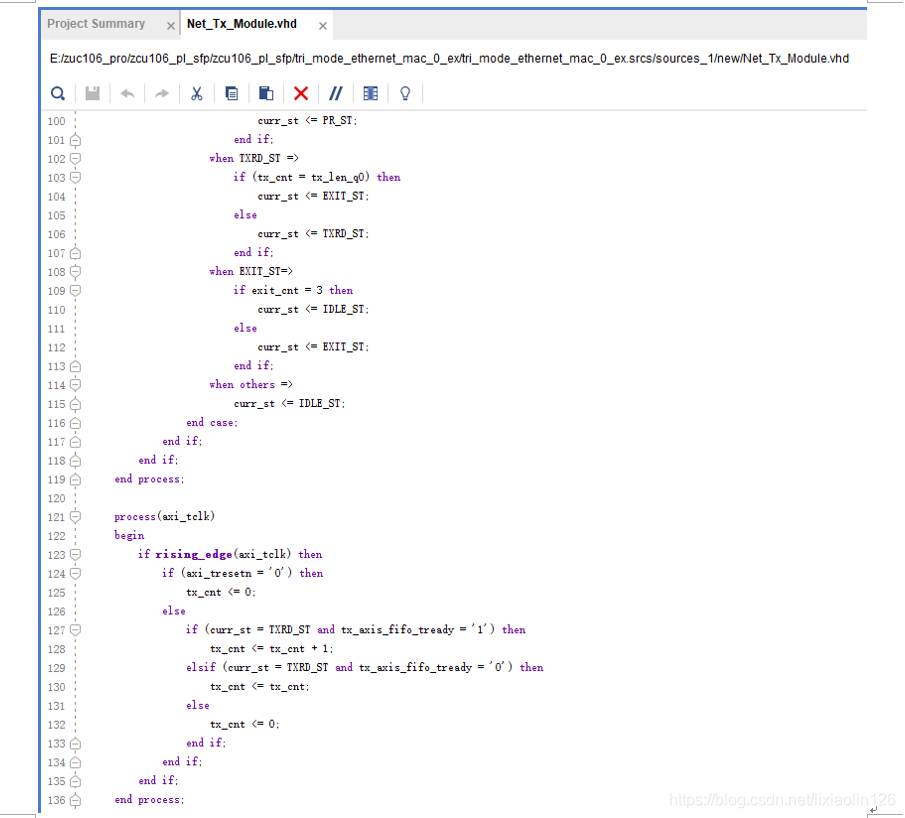 Project Summary × Net_Tx_Module.vhd ×
E:/zuc106_pro/zcu106_pl_sfp/zcu106_pl_sfp/tri_mode_ethernet_mac_0_ex/tri_mode_ethernet_mac_0_ex.srcs/sources_1/new/Net_Tx_Module.vhd
100 curr_st <= PR_ST;
101 end if;
102 when TXRD_ST =>
103 if (tx_cnt = tx_len_q0) then
104 curr_st <= EXIT_ST;
105 else
106 curr_st <= TXRD_ST;
107 end if;
108 when EXIT_ST=>
109 if exit_cnt = 3 then
110 curr_st <= IDLE_ST;
111 else
112 curr_st <= EXIT_ST;
113 end if;
114 when others =>
115 curr_st <= IDLE_ST;
116 end case;
117 end if;
118 end if;
119 end process;
120
121 process(axi_tclk)
122 begin
123 if rising_edge(axi_tclk) then
124 if (axi_tresetn = '0') then
125 tx_cnt <= 0;
126 else
127 if (curr_st = TXRD_ST and tx_axis_fifo_tready = '1') then
128 tx_cnt <= tx_cnt + 1;
129 elsif (curr_st = TXRD_ST and tx_axis_fifo_tready = '0') then
130 tx_cnt <= tx_cnt;
131 else
132 tx_cnt <= 0;
133 end if;
134 end if;
135 end if;
136 end process;
https://blog.csdn.net/lixiaolin126